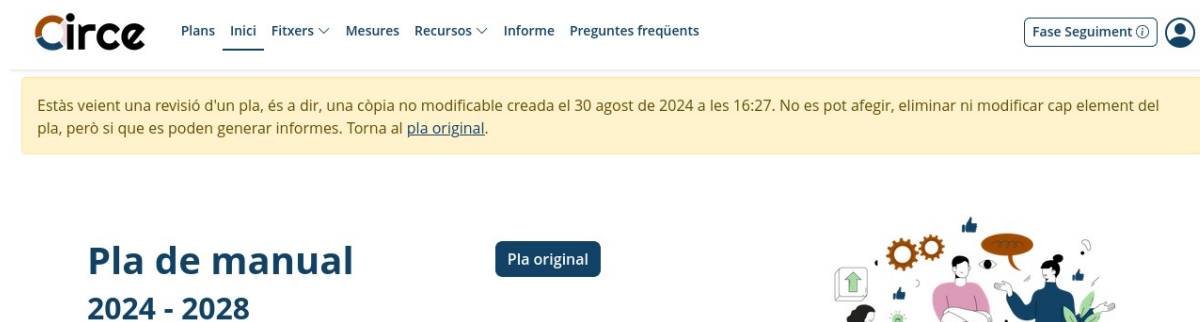 Circe Plans Inici Fitxers Mesures Recursos Informe Preguntes freqüents Fase Seguiment
Estàs veient una revisió d'un pla, és a dir, una còpia no modificable creada el 30 agost de 2024 a les 16:27. No es pot afegir, eliminar ni modificar cap element del
pla, però si que es poden generar informes. Torna al pla original.
Pla de manual
Pla original
2024 - 2028